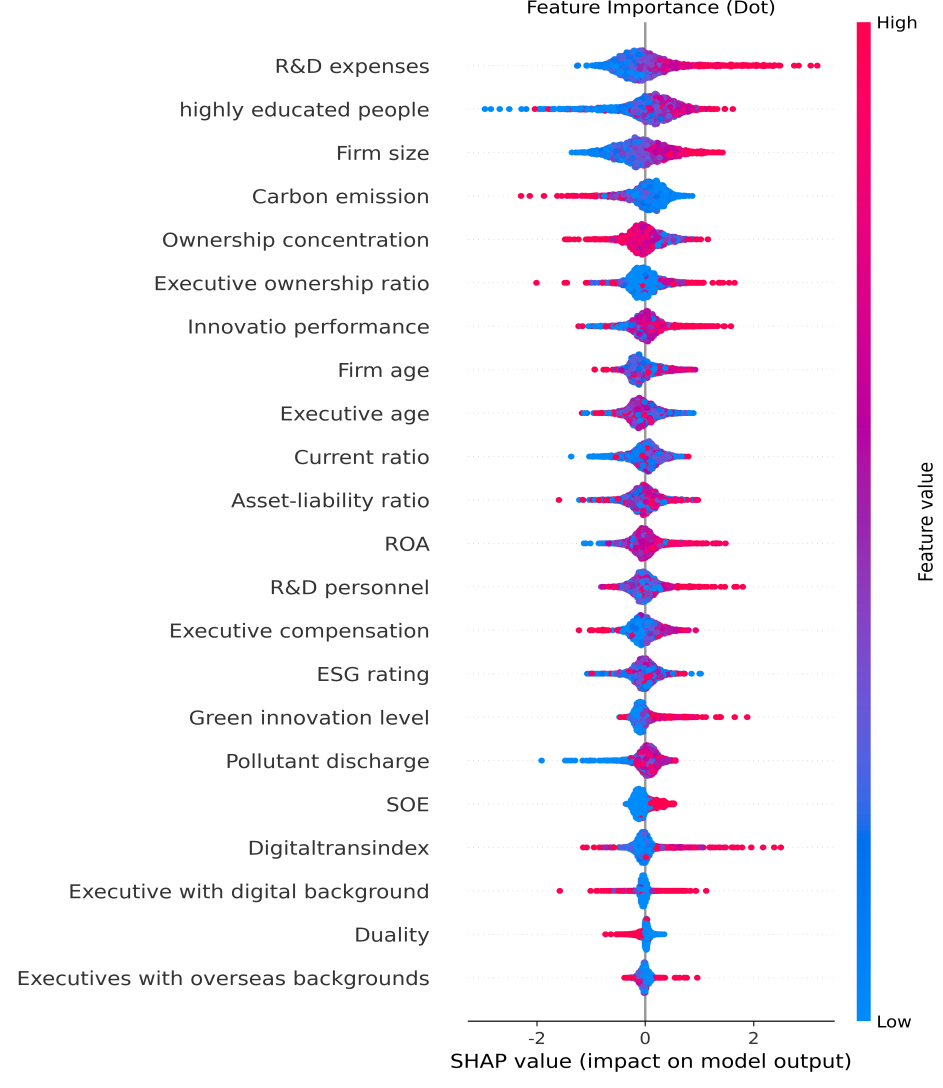 Feature Importance (Dot)
High
R&D expenses
highly educated people
Firm size
Carbon emission
Ownership concentration
Executive ownership ratio
Innovatio performance
Firm age
Executive age
Current ratio
Asset-liability ratio
ROA
R&D personnel
Executive compensation
ESG rating
Green innovation level
Pollutant discharge
SOE
Digitaltransindex
Executive with digital background
Duality
Executives with overseas backgrounds
Feature value
Low
-2 0 2
SHAP value (impact on model output)